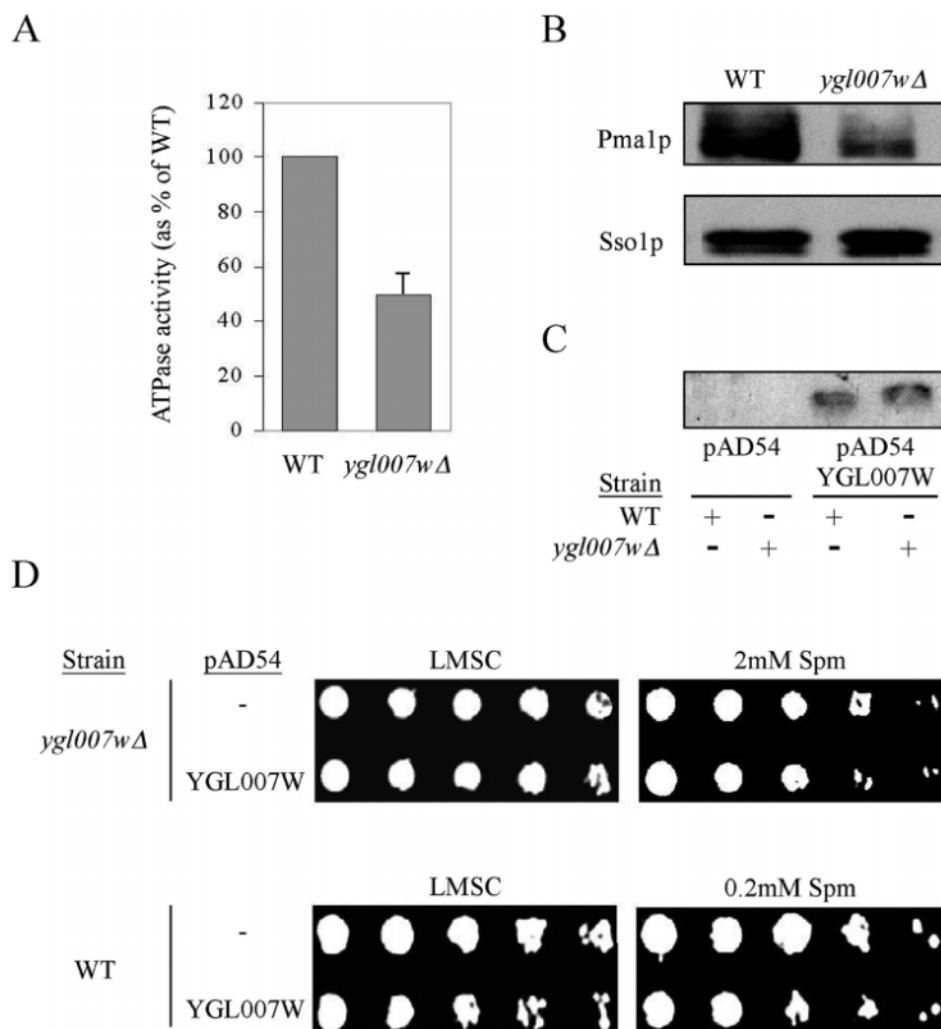 A
ATPase activity (as % of WT)
120
100
80
60
40
20
0
WT ygl007wΔ
B
WT ygl007wΔ
Pma1p
Sso1p
C
pAD54 pAD54
YGL007W
Strain
WT + - + -
ygl007wΔ - + - +
D
Strain pAD54 LMSC 2mM Spm
-
ygl007wΔ
YGL007W
LMSC 0.2mM Spm
-
WT
YGL007W